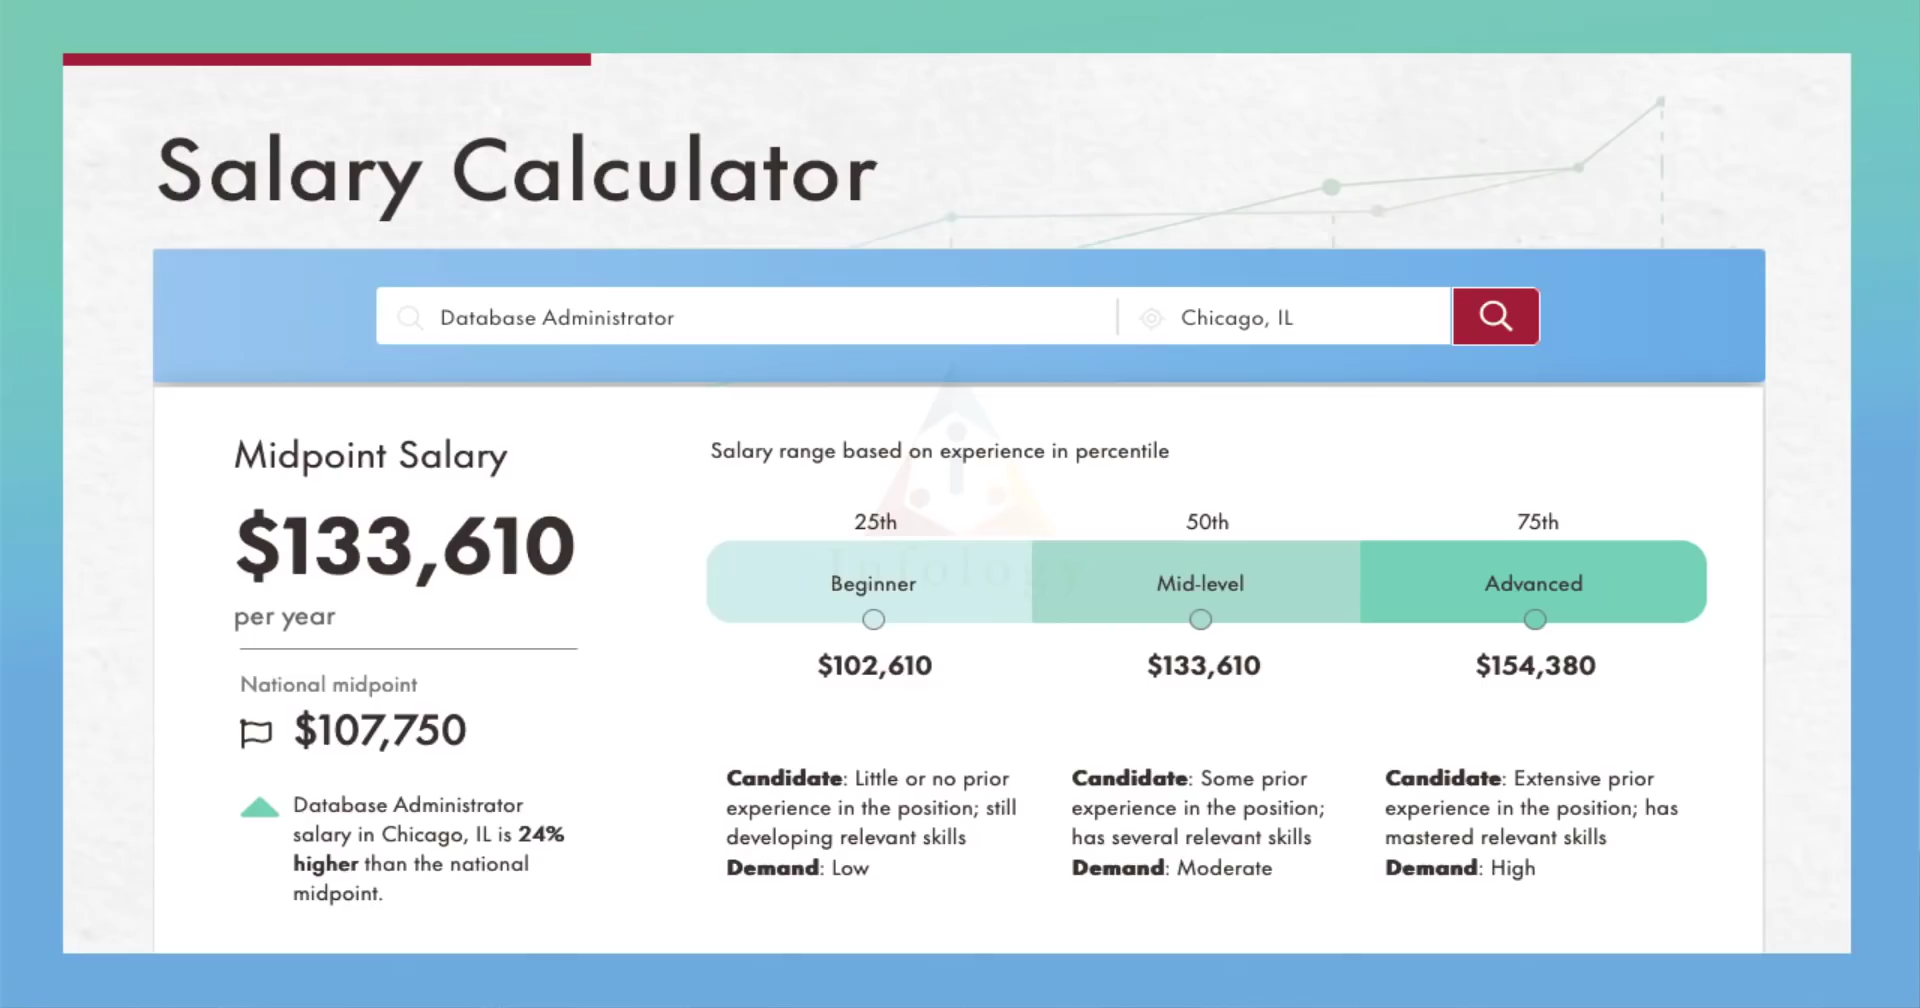 Salary Calculator
Database Administrator
Chicago, IL
Midpoint Salary
$133,610
per year
National midpoint
$107,750
Database Administrator
salary in Chicago, IL is 24%
higher than the national
midpoint.
Salary range based on experience in percentile
25th 50th 75th
Infology
Beginner Mid-level Advanced
$102,610 $133,610 $154,380
Candidate: Little or no prior
experience in the position; still
developing relevant skills
Demand: Low
Candidate: Some prior
experience in the position;
has several relevant skills
Demand: Moderate
Candidate: Extensive prior
experience in the position; has
mastered relevant skills
Demand: High